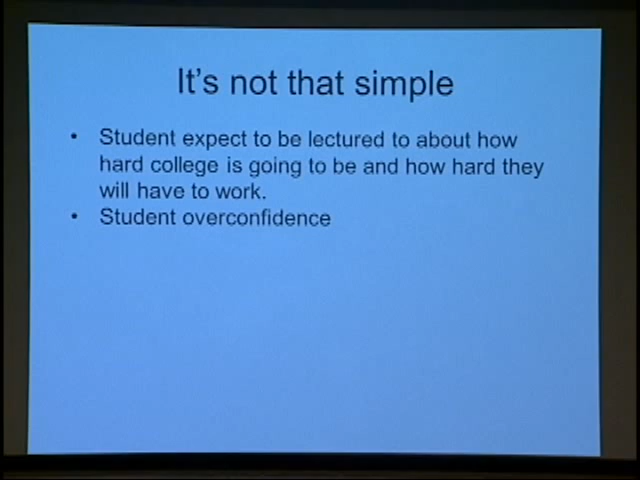 It's not that simple
• Student expect to be lectured to about how
hard college is going to be and how hard they
will have to work.
• Student overconfidence